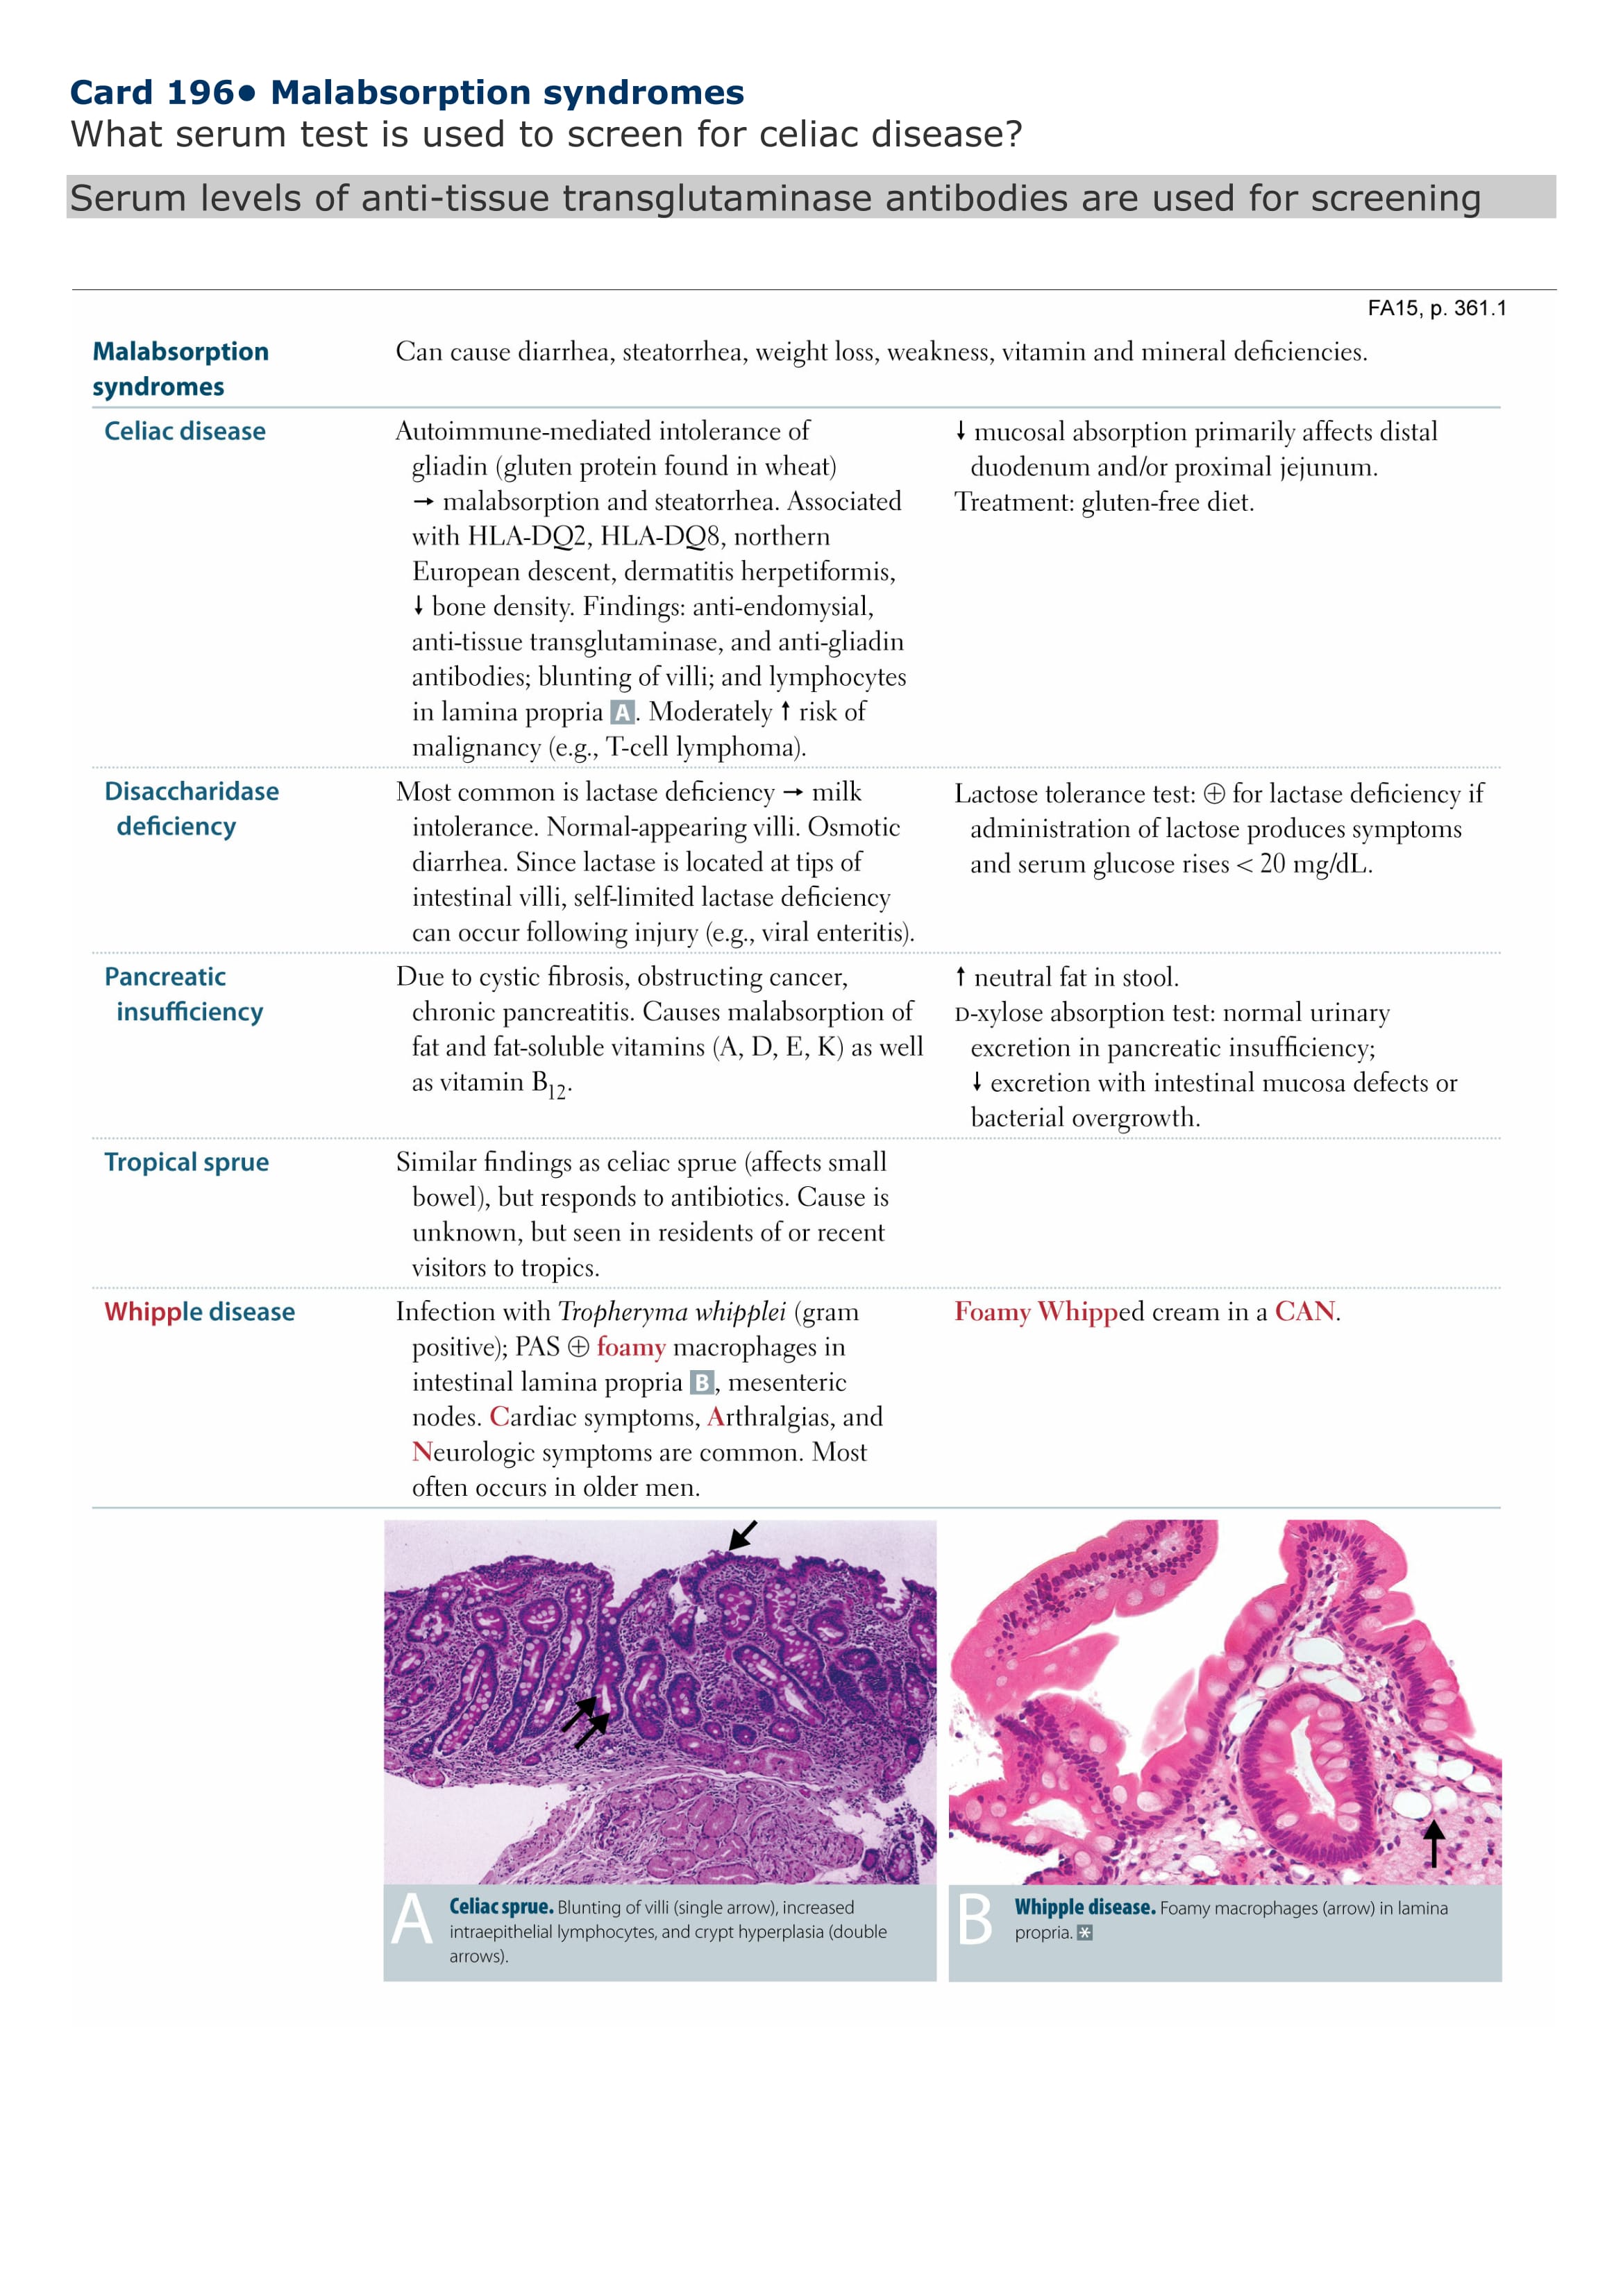 Card 196• Malabsorption syndromes
What serum test is used to screen for celiac disease?
Serum levels of anti-tissue transglutaminase antibodies are used for screening
FA15, p. 361.1
Malabsorption
syndromes
Can cause diarrhea, steatorrhea, weight loss, weakness, vitamin and mineral deficiencies.
Celiac disease
Autoimmune-mediated intolerance of
gliadin (gluten protein found in wheat)
→ malabsorption and steatorrhea. Associated
with HLA-DQ2, HLA-DQ8, northern
European descent, dermatitis herpetiformis,
↓ bone density. Findings: anti-endomysial,
anti-tissue transglutaminase, and anti-gliadin
antibodies; blunting of villi; and lymphocytes
in lamina propria A. Moderately ↑ risk of
malignancy (e.g., T-cell lymphoma).
↓ mucosal absorption primarily affects distal
duodenum and/or proximal jejunum.
Treatment: gluten-free diet.
Disaccharidase
deficiency
Most common is lactase deficiency → milk
intolerance. Normal-appearing villi. Osmotic
diarrhea. Since lactase is located at tips of
intestinal villi, self-limited lactase deficiency
can occur following injury (e.g., viral enteritis).
Lactose tolerance test: ⊕ for lactase deficiency if
administration of lactose produces symptoms
and serum glucose rises < 20 mg/dL.
Pancreatic
insufficiency
Due to cystic fibrosis, obstructing cancer,
chronic pancreatitis. Causes malabsorption of
fat and fat-soluble vitamins (A, D, E, K) as well
as vitamin B12.
↑ neutral fat in stool.
D-xylose absorption test: normal urinary
excretion in pancreatic insufficiency;
↓ excretion with intestinal mucosa defects or
bacterial overgrowth.
Tropical sprue
Similar findings as celiac sprue (affects small
bowel), but responds to antibiotics. Cause is
unknown, but seen in residents of or recent
visitors to tropics.
Whipple disease
Infection with Tropheryma whipplei (gram
positive); PAS ⊕ foamy macrophages in
intestinal lamina propria B, mesenteric
nodes. Cardiac symptoms, Arthralgias, and
Neurologic symptoms are common. Most
often occurs in older men.
Foamy Whipped cream in a CAN.
A
Celiac sprue. Blunting of villi (single arrow), increased
intraepithelial lymphocytes, and crypt hyperplasia (double
arrows).
B
Whipple disease. Foamy macrophages (arrow) in lamina
propria. *